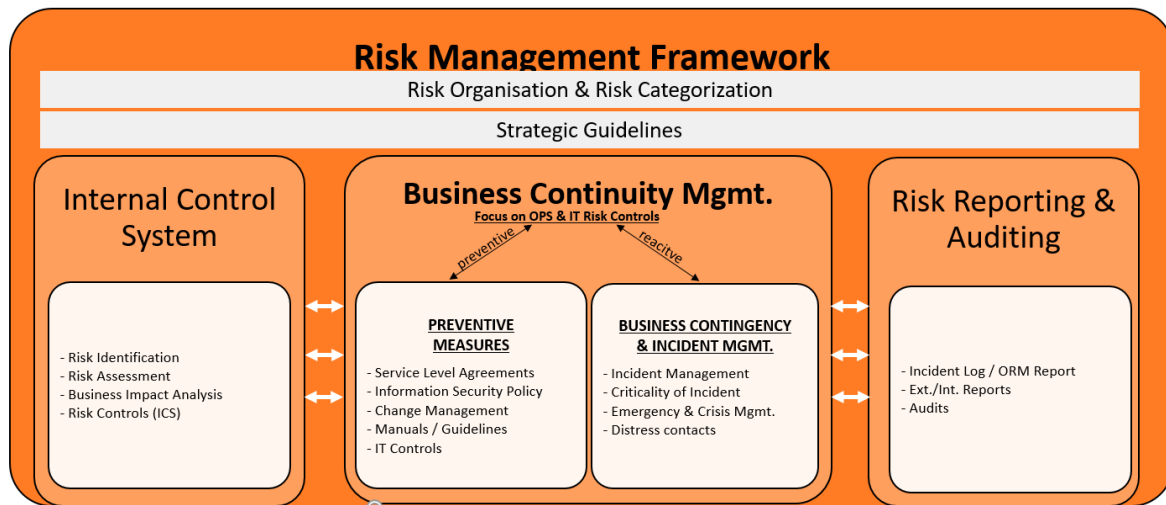 Risk Management Framework
Risk Organisation & Risk Categorization
Strategic Guidelines
Internal Control
System
- Risk Identification
- Risk Assessment
- Business Impact Analysis
- Risk Controls (ICS)
Business Continuity Mgmt.
Focus on OPS & IT Risk Controls
preventive
reacitve
PREVENTIVE
MEASURES
- Service Level Agreements
- Information Security Policy
- Change Management
- Manuals / Guidelines
- IT Controls
BUSINESS CONTINGENCY
& INCIDENT MGMT.
- Incident Management
- Criticality of Incident
- Emergency & Crisis Mgmt.
- Distress contacts
Risk Reporting &
Auditing
- Incident Log / ORM Report
- Ext./Int. Reports
- Audits